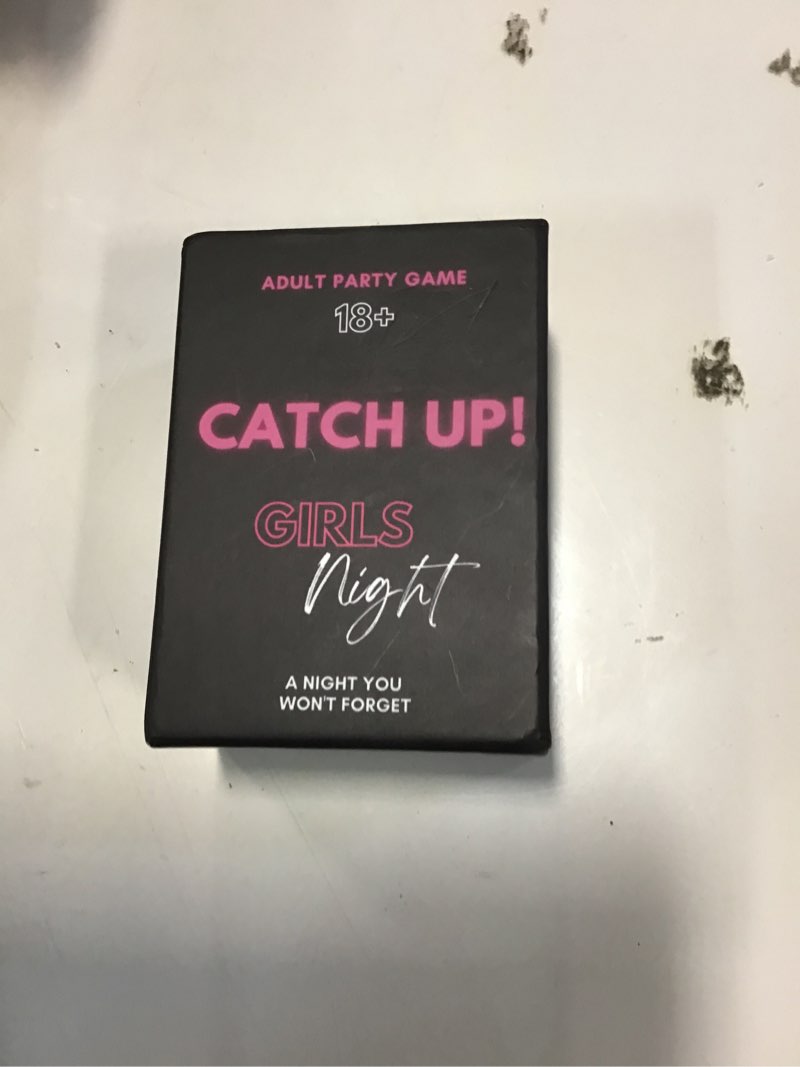 ADULT PARTY GAME
18+
CATCH UP!
GIRLS
Night
A NIGHT YOU
WON'T FORGET